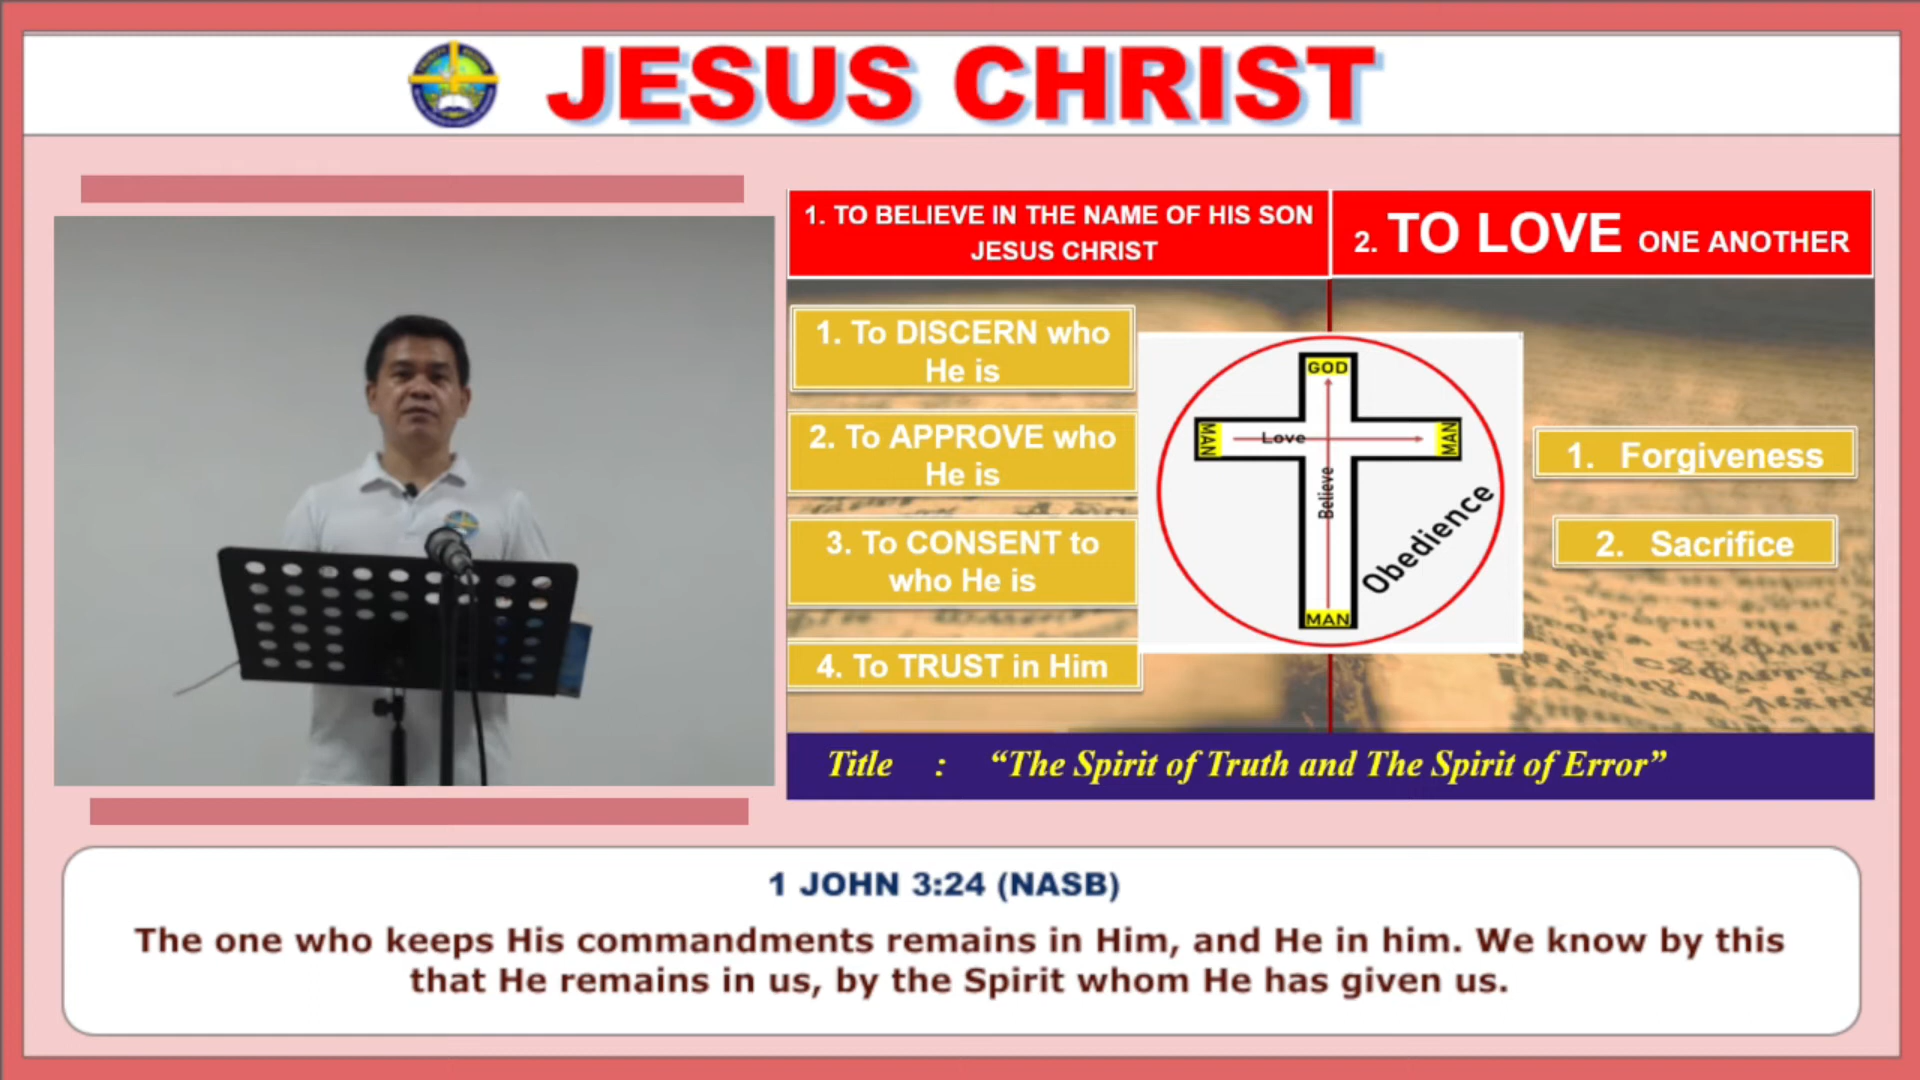 JESUS CHRIST
1. TO BELIEVE IN THE NAME OF HIS SON
JESUS CHRIST
2. TO LOVE ONE ANOTHER
1. To DISCERN who
He is
2. To APPROVE who
He is
3. To CONSENT to
who He is
4. To TRUST in Him
GOD
MAN
Love
MAN
Believe
Obedience
MAN
1. Forgiveness
2. Sacrifice
Title : “The Spirit of Truth and The Spirit of Error”
1 JOHN 3:24 (NASB)
The one who keeps His commandments remains in Him, and He in him. We know by this
that He remains in us, by the Spirit whom He has given us.